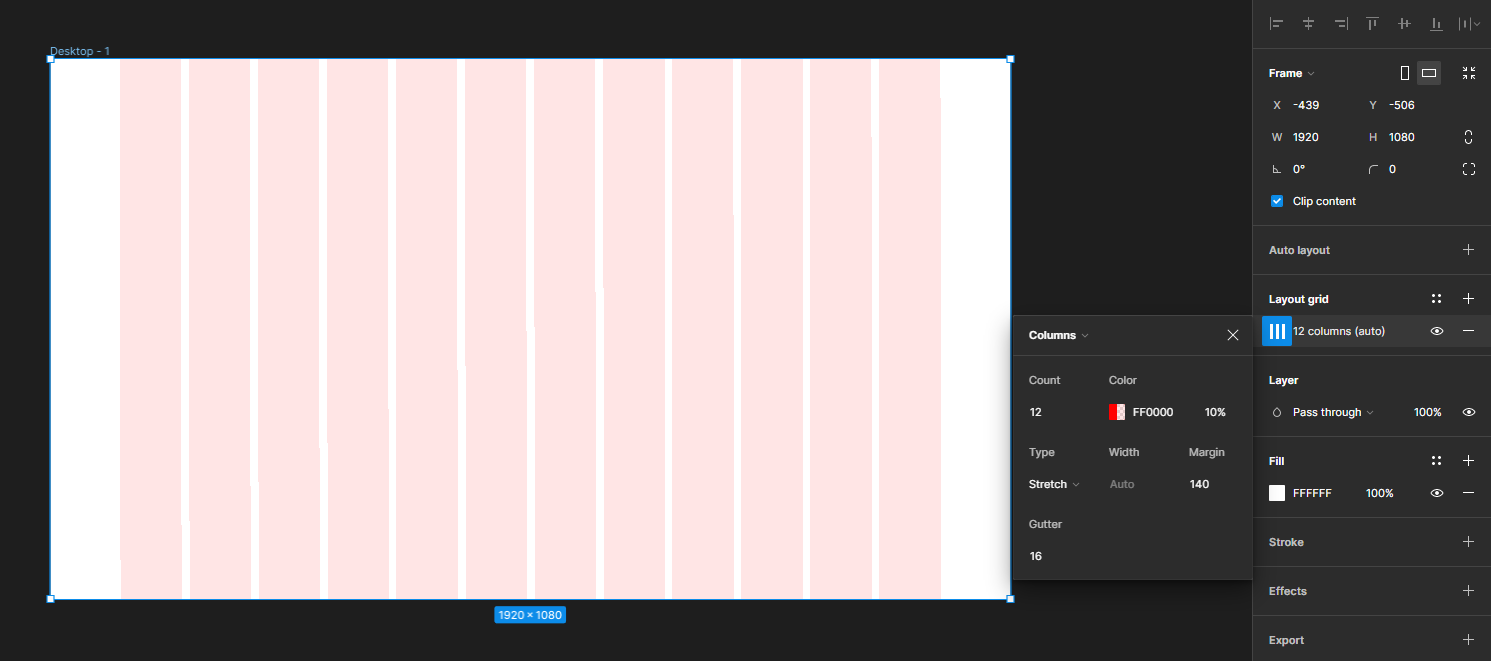 Desktop - 1
1920 × 1080
Columns
Count Color
12 FF0000 10%
Type Width Margin
Stretch Auto 140
Gutter
16
Frame
X -439 Y -506
W 1920 H 1080
0° 0
Clip content
Auto layout
Layout grid
12 columns (auto)
Layer
Pass through 100%
Fill
FFFFFF 100%
Stroke
Effects
Export